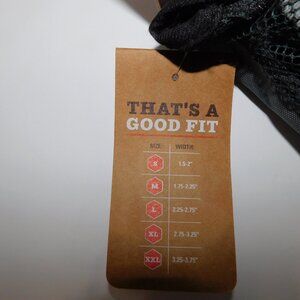 THAT'S A
GOOD FIT
SIZE WIDTH
S 1.5-2"
M 1.75-2.25"
L 2.25-2.75"
XL 2.75-3.25"
XXL 3.25-3.75"